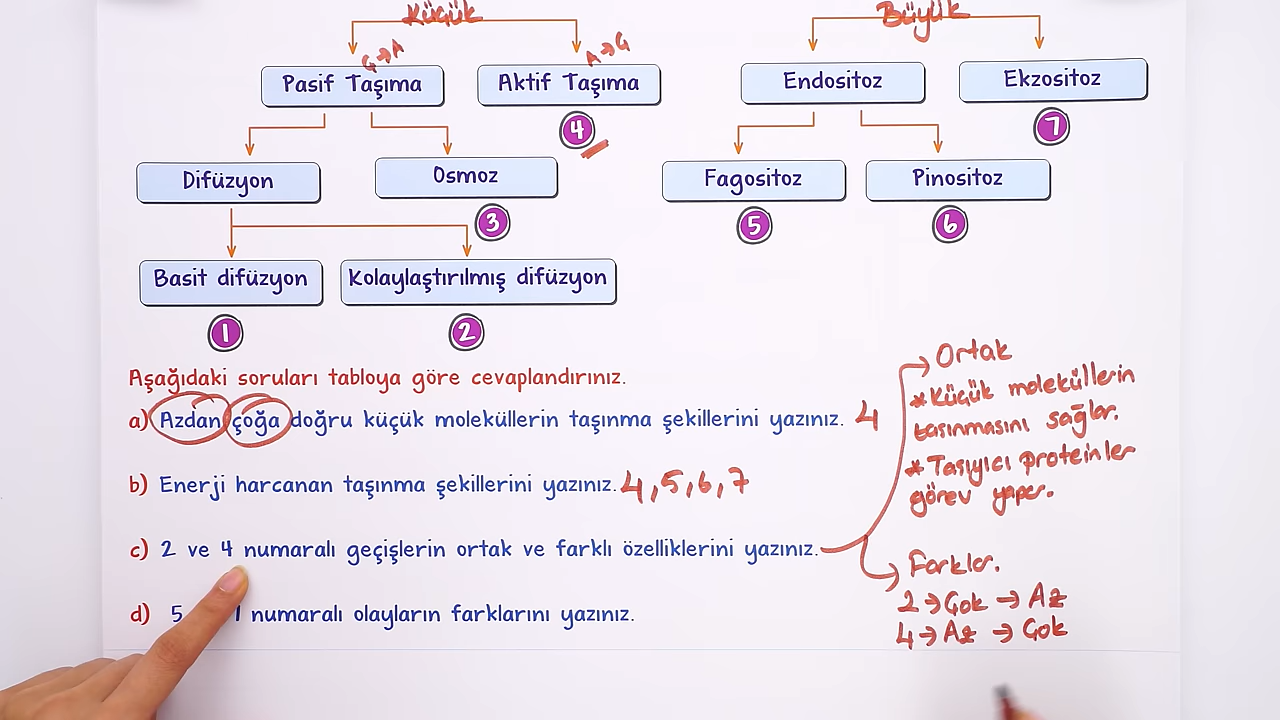 Küçük
Büyük
Ç→A
A→Ç
Pasif Taşıma
Aktif Taşıma
Endositoz
Ekzositoz
4
7
Difüzyon
Osmoz
Fagositoz
Pinositoz
3
5
6
Basit difüzyon
Kolaylaştırılmış difüzyon
1
2
Aşağıdaki soruları tabloya göre cevaplandırınız.
a) Azdan çoğa doğru küçük moleküllerin taşınma şekillerini yazınız. 4
b) Enerji harcanan taşınma şekillerini yazınız. 4,5,6,7
c) 2 ve 4 numaralı geçişlerin ortak ve farklı özelliklerini yazınız.
→ Ortak
* Küçük moleküllerin
taşınmasını sağlar.
* Taşıyıcı proteinler
görev yapar.
→ Farklar.
2→Çok → Az
4→Az → Çok
d) 5 numaralı olayların farklarını yazınız.